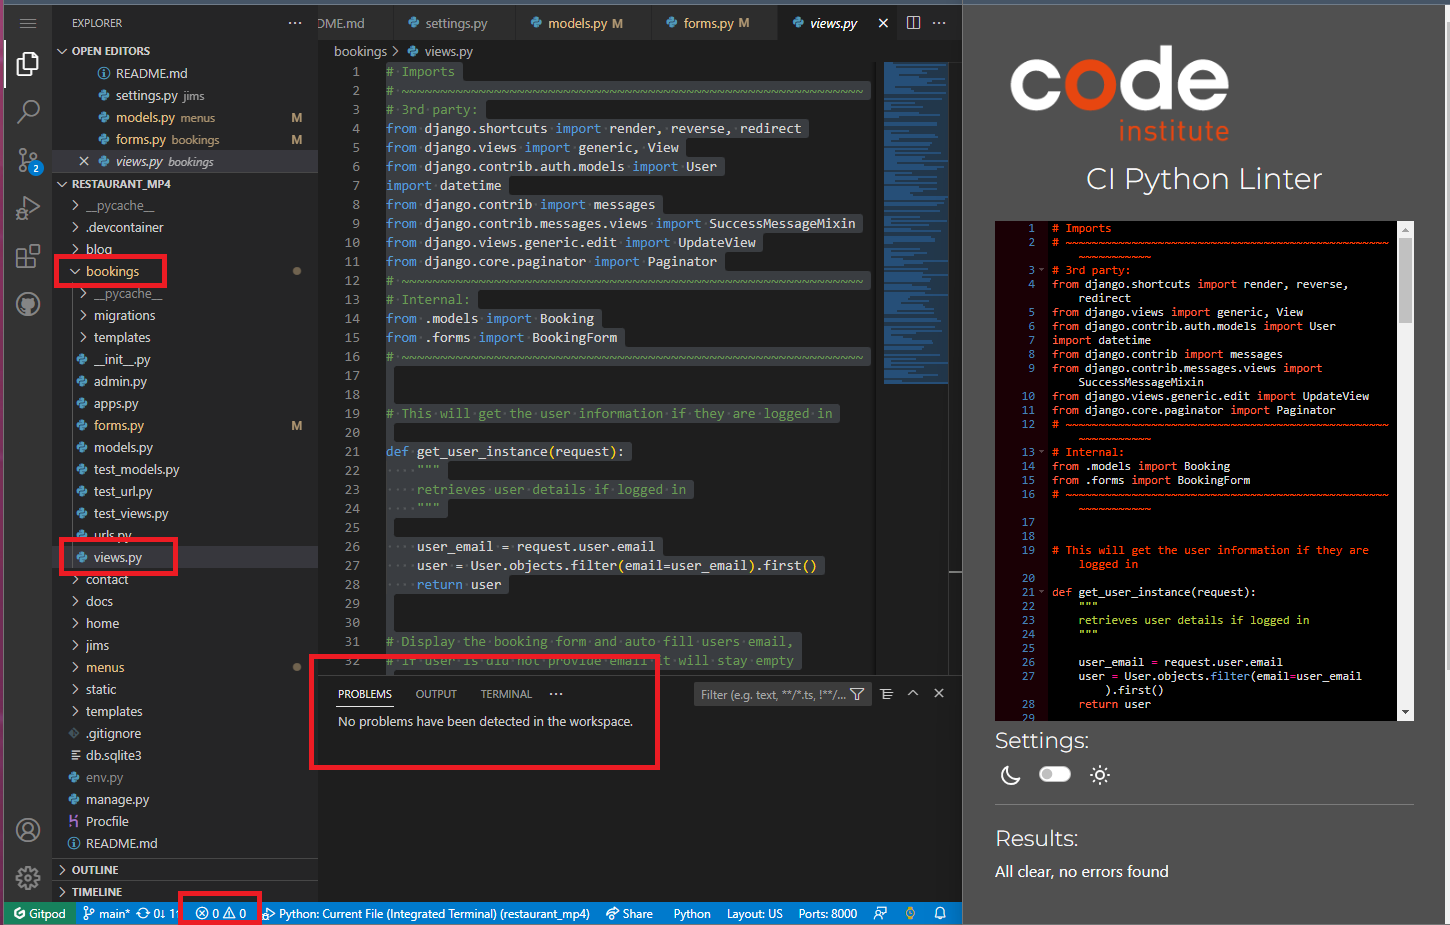 EXPLORER
OPEN EDITORS
README.md
settings.py jims
models.py menus M
forms.py bookings M
views.py bookings
2
RESTAURANT_MP4
__pycache__
.devcontainer
blog
bookings
__pycache__
migrations
templates
__init__.py
admin.py
apps.py
forms.py M
models.py
test_models.py
test_url.py
test_views.py
urls.py
views.py
contact
docs
home
jims
menus
static
templates
.gitignore
db.sqlite3
env.py
manage.py
Procfile
README.md
OUTLINE
TIMELINE
DME.md settings.py models.py M forms.py M views.py
bookings > views.py
1 # Imports
2 # ~~~~~~~~~~~~~~~~~~~~~~~~~~~~~~~~~~~~~~~~~~~~~~~~~~~~~~~~~~~~
3 # 3rd party:
4 from django.shortcuts import render, reverse, redirect
5 from django.views import generic, View
6 from django.contrib.auth.models import User
7 import datetime
8 from django.contrib import messages
9 from django.contrib.messages.views import SuccessMessageMixin
10 from django.views.generic.edit import UpdateView
11 from django.core.paginator import Paginator
12 # ~~~~~~~~~~~~~~~~~~~~~~~~~~~~~~~~~~~~~~~~~~~~~~~~~~~~~~~~~~~~
13 # Internal:
14 from .models import Booking
15 from .forms import BookingForm
16 # ~~~~~~~~~~~~~~~~~~~~~~~~~~~~~~~~~~~~~~~~~~~~~~~~~~~~~~~~~~~~
17
18
19 # This will get the user information if they are logged in
20
21 def get_user_instance(request):
22 """
23 retrieves user details if logged in
24 """
25
26 user_email = request.user.email
27 user = User.objects.filter(email=user_email).first()
28 return user
29
30
31 # Display the booking form and auto fill users email,
32 # if user is did not provide email it will stay empty
PROBLEMS OUTPUT TERMINAL ··· Filter (e.g. text, **/*.ts, !**/...
No problems have been detected in the workspace.
Gitpod main* 0↓ 1 0 0 Python: Current File (Integrated Terminal) (restaurant_mp4) Share Python Layout: US Ports: 8000
code
institute
CI Python Linter
1 # Imports
2 # ~~~~~~~~~~~~~~~~~~~~~~~~~~~~~~~~~~~~~~~~~~~~~~~~~
~~~~~~~~~~~
3 # 3rd party:
4 from django.shortcuts import render, reverse,
redirect
5 from django.views import generic, View
6 from django.contrib.auth.models import User
7 import datetime
8 from django.contrib import messages
9 from django.contrib.messages.views import
SuccessMessageMixin
10 from django.views.generic.edit import UpdateView
11 from django.core.paginator import Paginator
12 # ~~~~~~~~~~~~~~~~~~~~~~~~~~~~~~~~~~~~~~~~~~~~~~~~~
~~~~~~~~~~~
13 # Internal:
14 from .models import Booking
15 from .forms import BookingForm
16 # ~~~~~~~~~~~~~~~~~~~~~~~~~~~~~~~~~~~~~~~~~~~~~~~~~
~~~~~~~~~~~
17
18
19 # This will get the user information if they are
logged in
20
21 def get_user_instance(request):
22 """
23 retrieves user details if logged in
24 """
25
26 user_email = request.user.email
27 user = User.objects.filter(email=user_email
).first()
28 return user
29
Settings:
Results:
All clear, no errors found